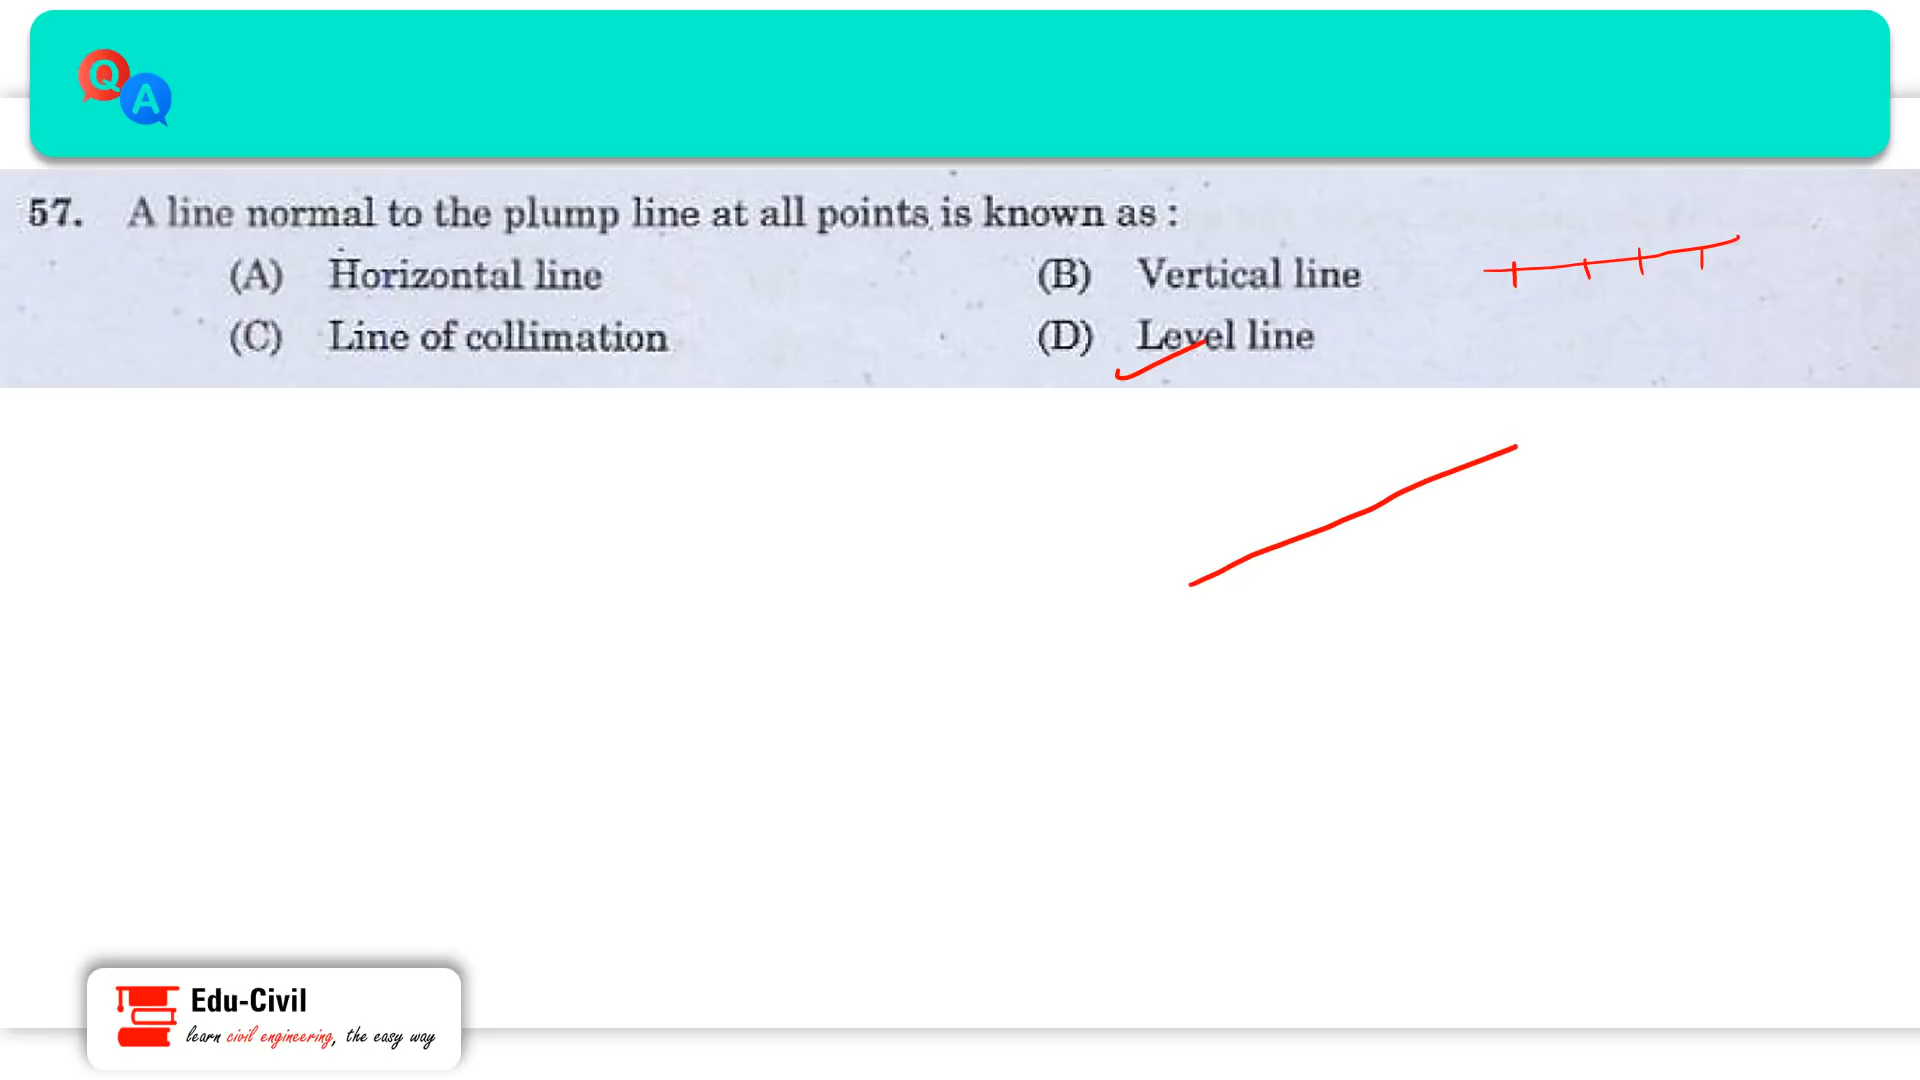 Q A
57. A line normal to the plump line at all points is known as :
(A) Horizontal line (B) Vertical line
(C) Line of collimation (D) Level line
Edu-Civil
learn civil engineering, the easy way